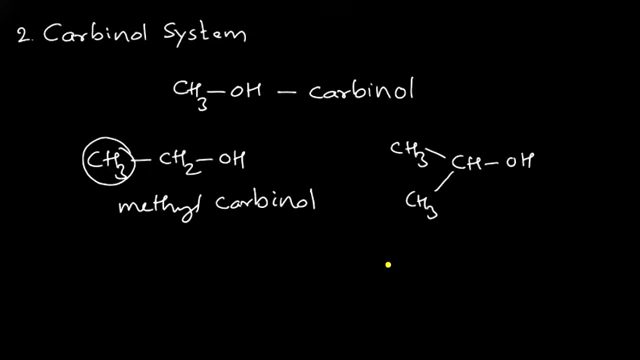 2. Carbinol System
CH3 — OH — carbinol
CH3 — CH2 — OH
methyl carbinol
CH3
CH — OH
CH3